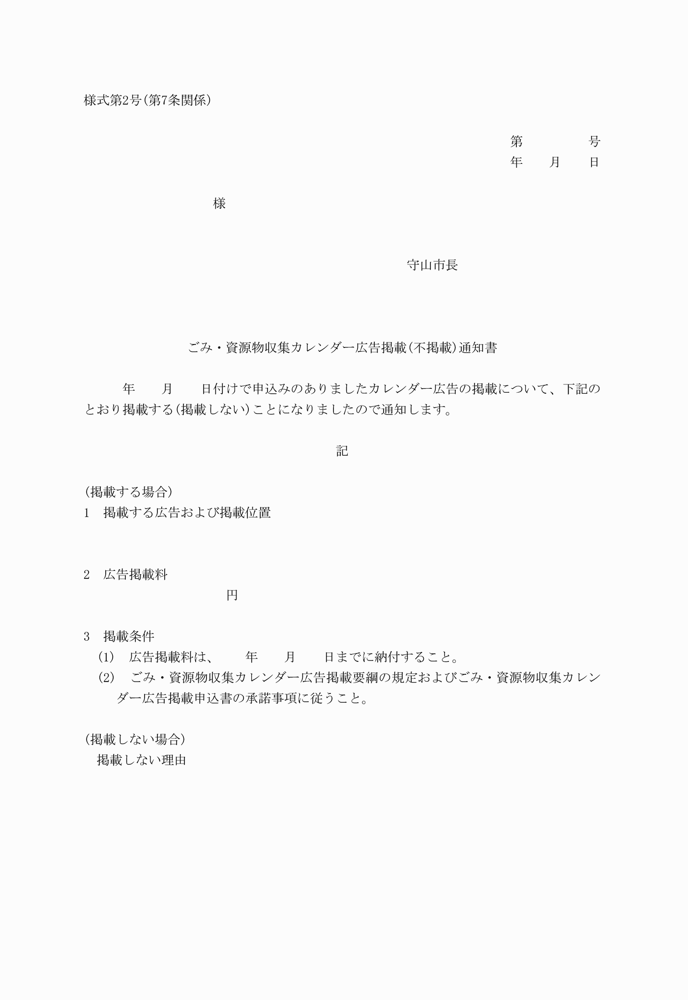 様式第2号(第7条関係)
第　　　　　号
年　　月　　日
様
守山市長
ごみ・資源物収集カレンダー広告掲載(不掲載)通知書
年　　月　　日付けで申込みのありましたカレンダー広告の掲載について、下記の
とおり掲載する(掲載しない)ことになりましたので通知します。
記
(掲載する場合)
1　掲載する広告および掲載位置
2　広告掲載料
円
3　掲載条件
(1)　広告掲載料は、　　年　　月　　日までに納付すること。
(2)　ごみ・資源物収集カレンダー広告掲載要綱の規定およびごみ・資源物収集カレン
ダー広告掲載申込書の承諾事項に従うこと。
(掲載しない場合)
掲載しない理由